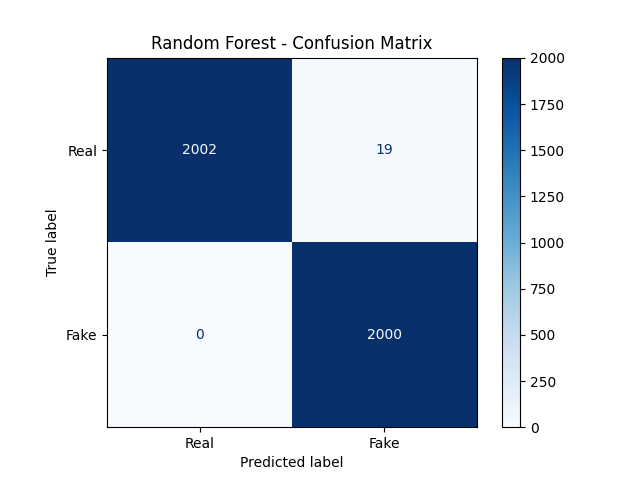 Random Forest - Confusion Matrix
True label
Real
Fake
2002
19
0
2000
Real
Fake
Predicted label
2000
1750
1500
1250
1000
750
500
250
0